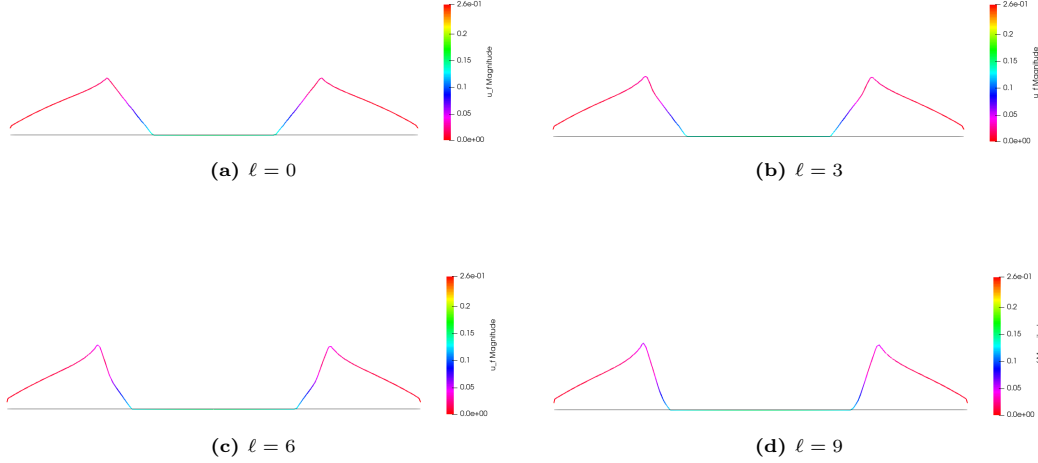 2.6e-01
0.2
0.15
0.1
0.05
0.0e+00
u_f Magnitude
(a) ℓ = 0
2.6e-01
0.2
0.15
0.1
0.05
0.0e+00
u_f Magnitude
(b) ℓ = 3
2.6e-01
0.2
0.15
0.1
0.05
0.0e+00
u_f Magnitude
(c) ℓ = 6
2.6e-01
0.2
0.15
0.1
0.05
0.0e+00
(d) ℓ = 9